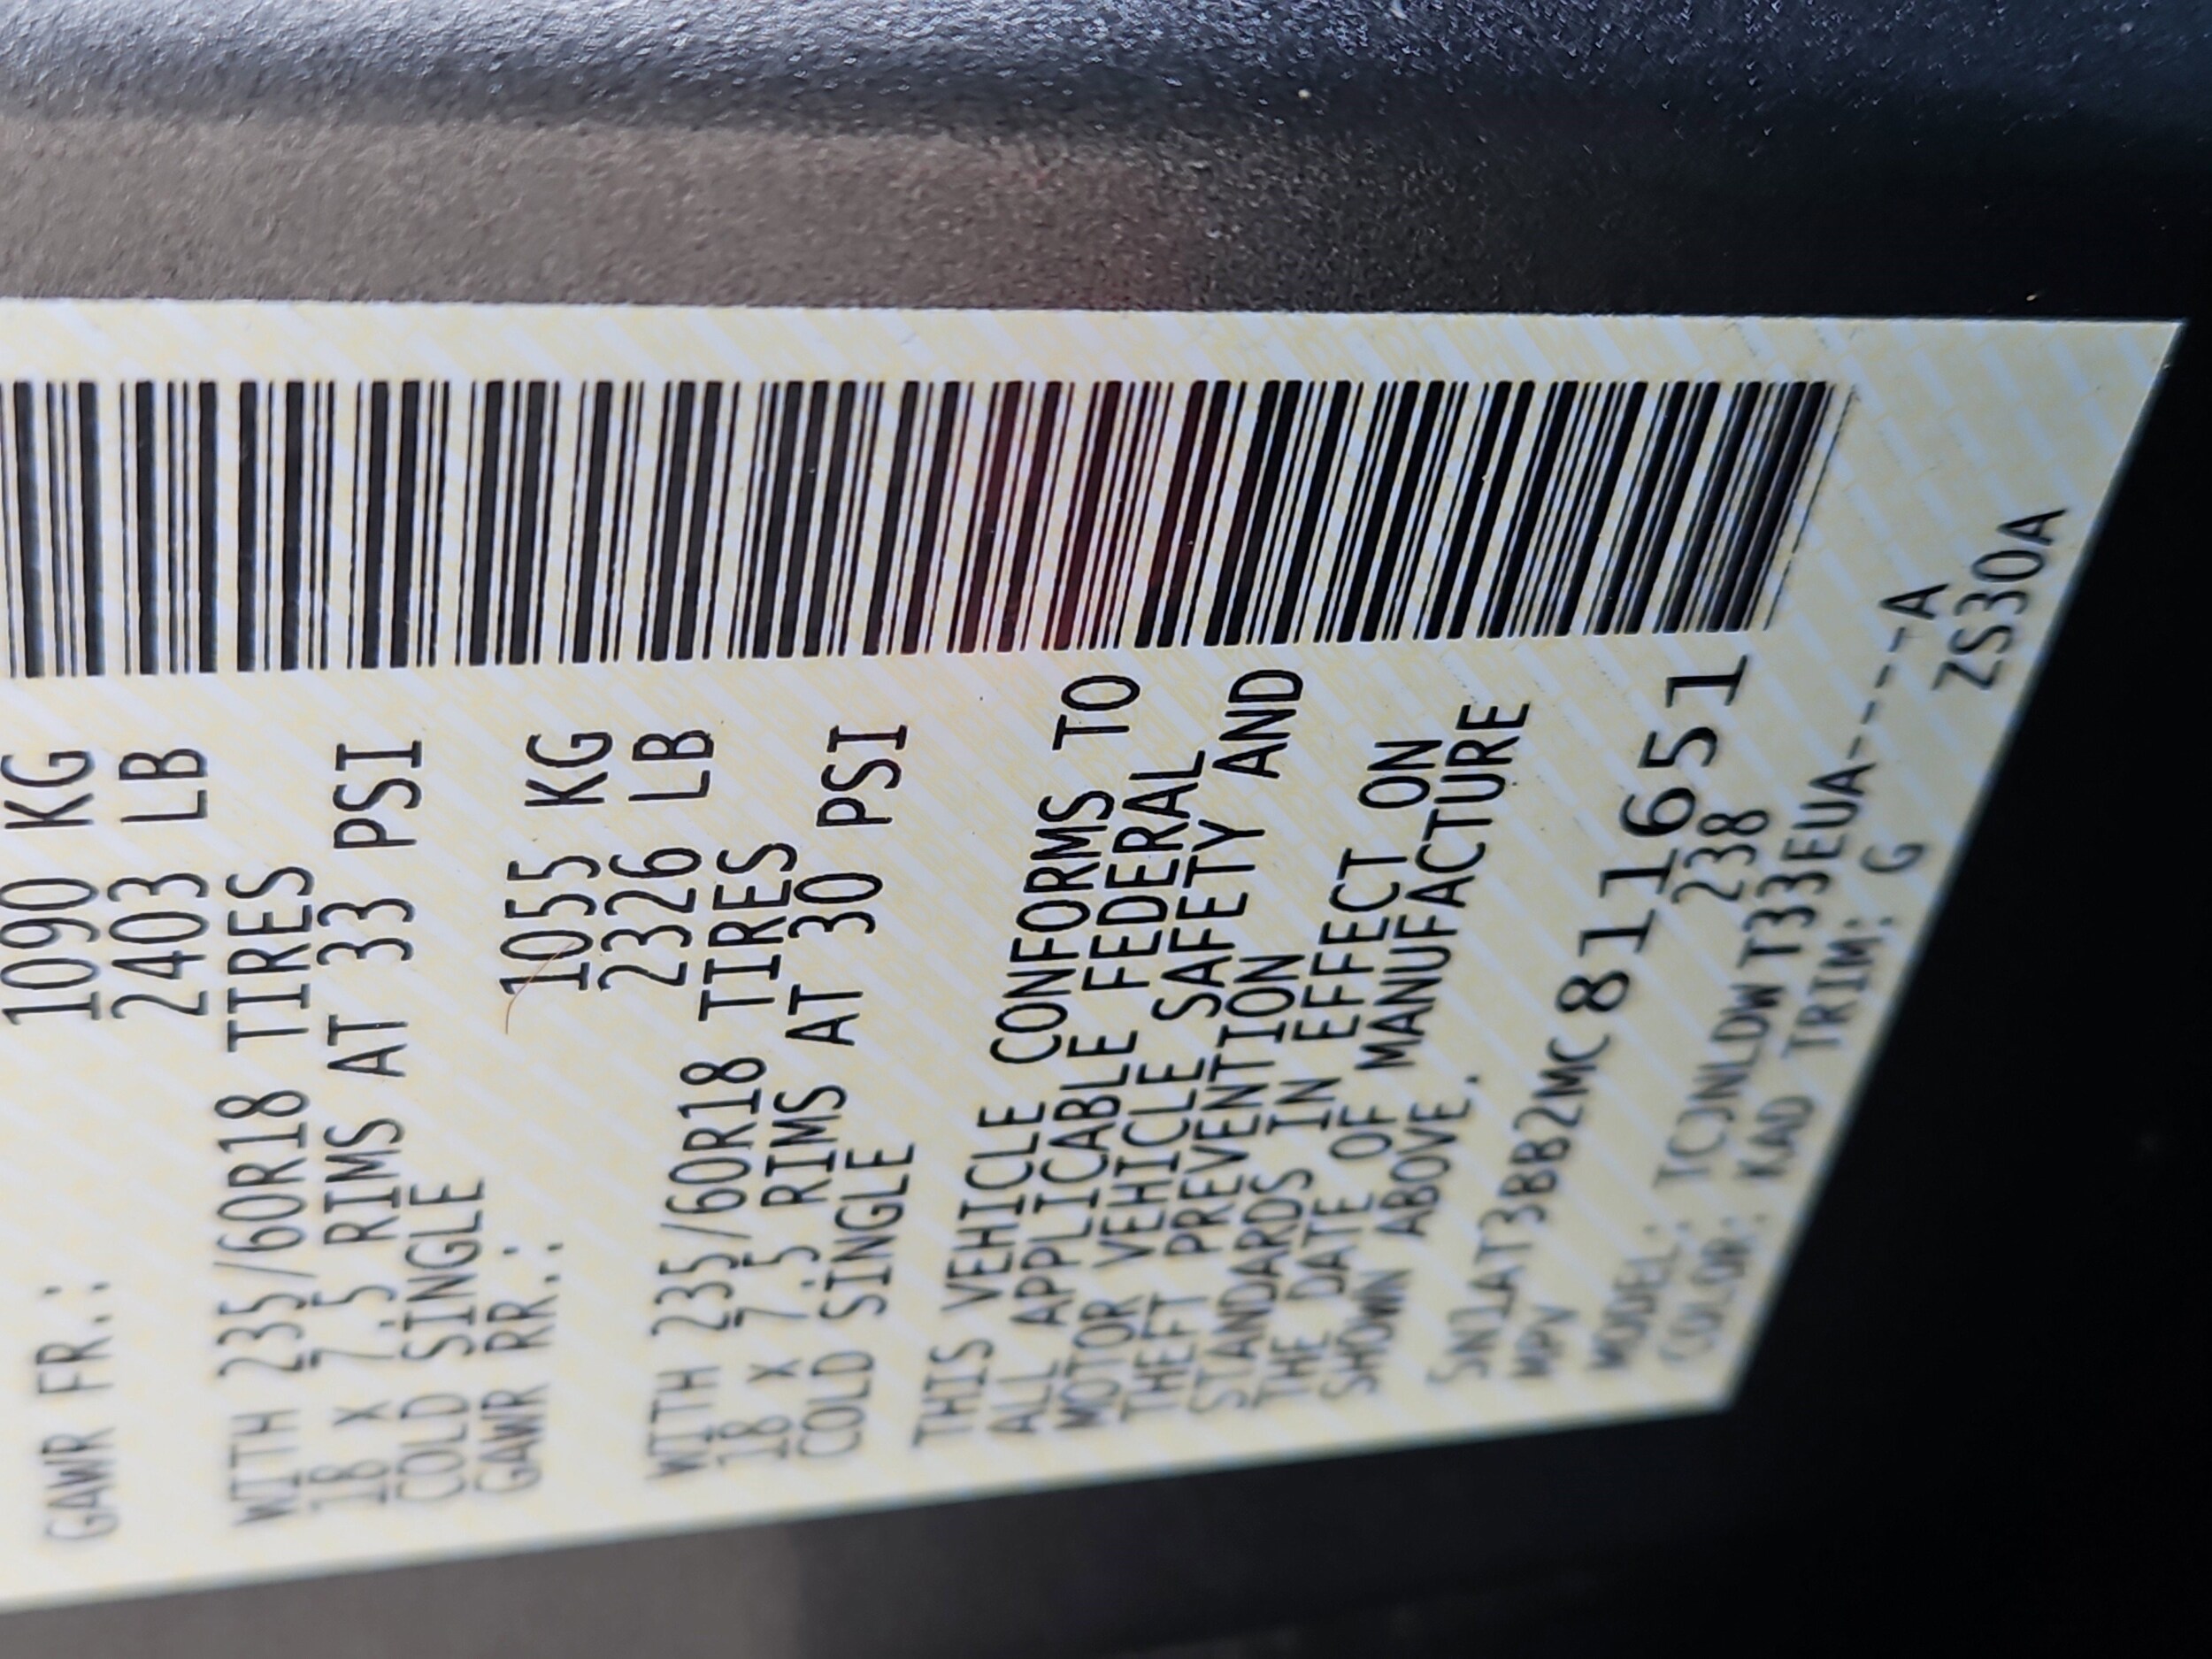 GAWR FR.: 1090 KG
2403 LB
WITH 235/60R18 TIRES
18 x 7.5 RIMS AT 33 PSI
COLD SINGLE
GAWR RR.: 1055 KG
2326 LB
WITH 235/60R18 TIRES
18 x 7.5 RIMS AT 30 PSI
COLD SINGLE
THIS VEHICLE CONFORMS TO
ALL APPLICABLE FEDERAL
MOTOR VEHICLE SAFETY AND
THEFT PREVENTION
STANDARDS IN EFFECT ON
THE DATE OF MANUFACTURE
SHOWN ABOVE.
5N1AT3BB2MC811651
MPV 238
MODEL: TCJNLDWT33EUA-----A
COLOR: KAD TRIM: G
ZS30A